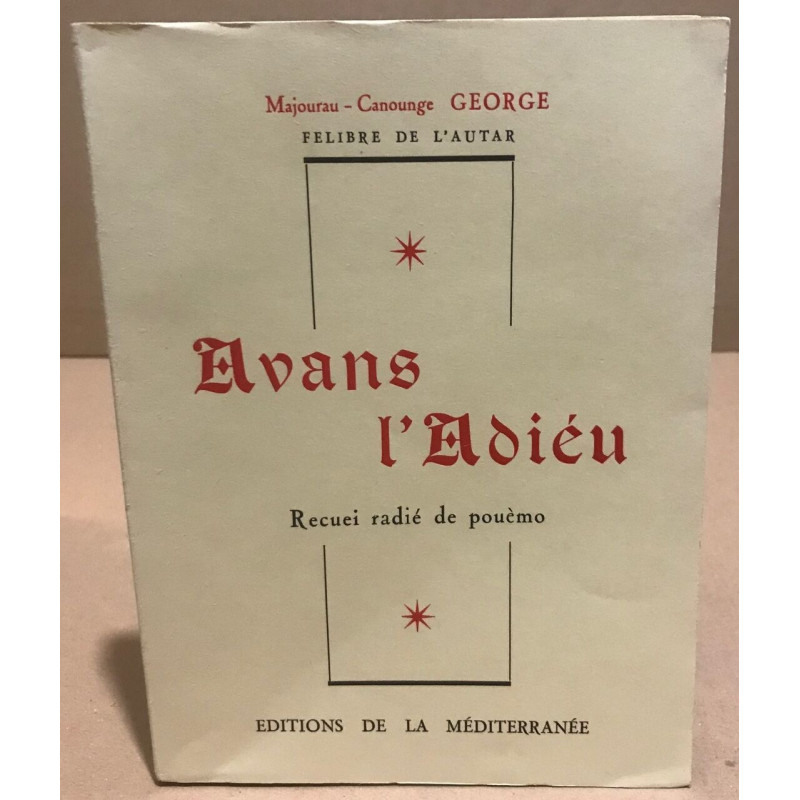 Majourau - Canounge GEORGE
FELIBRE DE L'AUTAR
Avans
l'Adiéu
Recuei radié de pouèmo
EDITIONS DE LA MÉDITERRANÉE